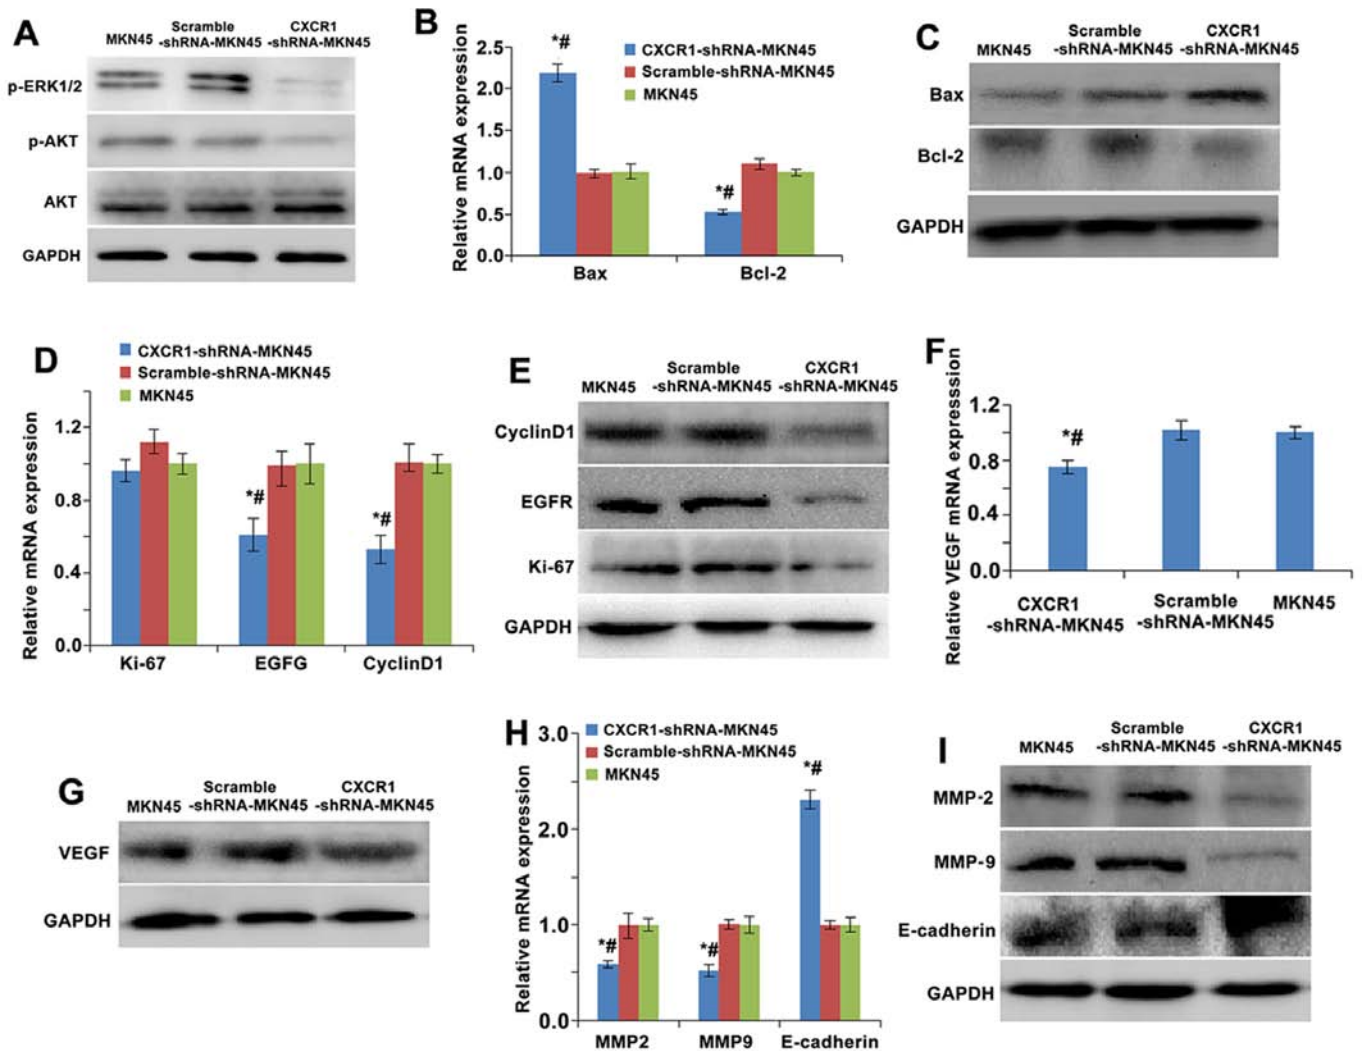 A
MKN45
Scramble
-shRNA-MKN45
CXCR1
-shRNA-MKN45
p-ERK1/2
p-AKT
AKT
GAPDH
B
Relative mRNA expression
2.5
2.0
1.5
1.0
0.5
0.0
*#
*#
CXCR1-shRNA-MKN45
Scramble-shRNA-MKN45
MKN45
Bax
Bcl-2
C
MKN45
Scramble
-shRNA-MKN45
CXCR1
-shRNA-MKN45
Bax
Bcl-2
GAPDH
D
CXCR1-shRNA-MKN45
Scramble-shRNA-MKN45
MKN45
Relative mRNA expression
1.2
0.8
0.4
0.0
*#
*#
Ki-67
EGFG
CyclinD1
E
MKN45
Scramble
-shRNA-MKN45
CXCR1
-shRNA-MKN45
CyclinD1
EGFR
Ki-67
GAPDH
F
Relative VEGF mRNA expresssion
1.2
0.8
0.4
0.0
*#
CXCR1
-shRNA-MKN45
Scramble
-shRNA-MKN45
MKN45
G
MKN45
Scramble
-shRNA-MKN45
CXCR1
-shRNA-MKN45
VEGF
GAPDH
H
CXCR1-shRNA-MKN45
Scramble-shRNA-MKN45
MKN45
Relative mRNA expression
3.0
2.0
1.0
0.0
*#
*#
*#
MMP2
MMP9
E-cadherin
I
MKN45
Scramble
-shRNA-MKN45
CXCR1
-shRNA-MKN45
MMP-2
MMP-9
E-cadherin
GAPDH